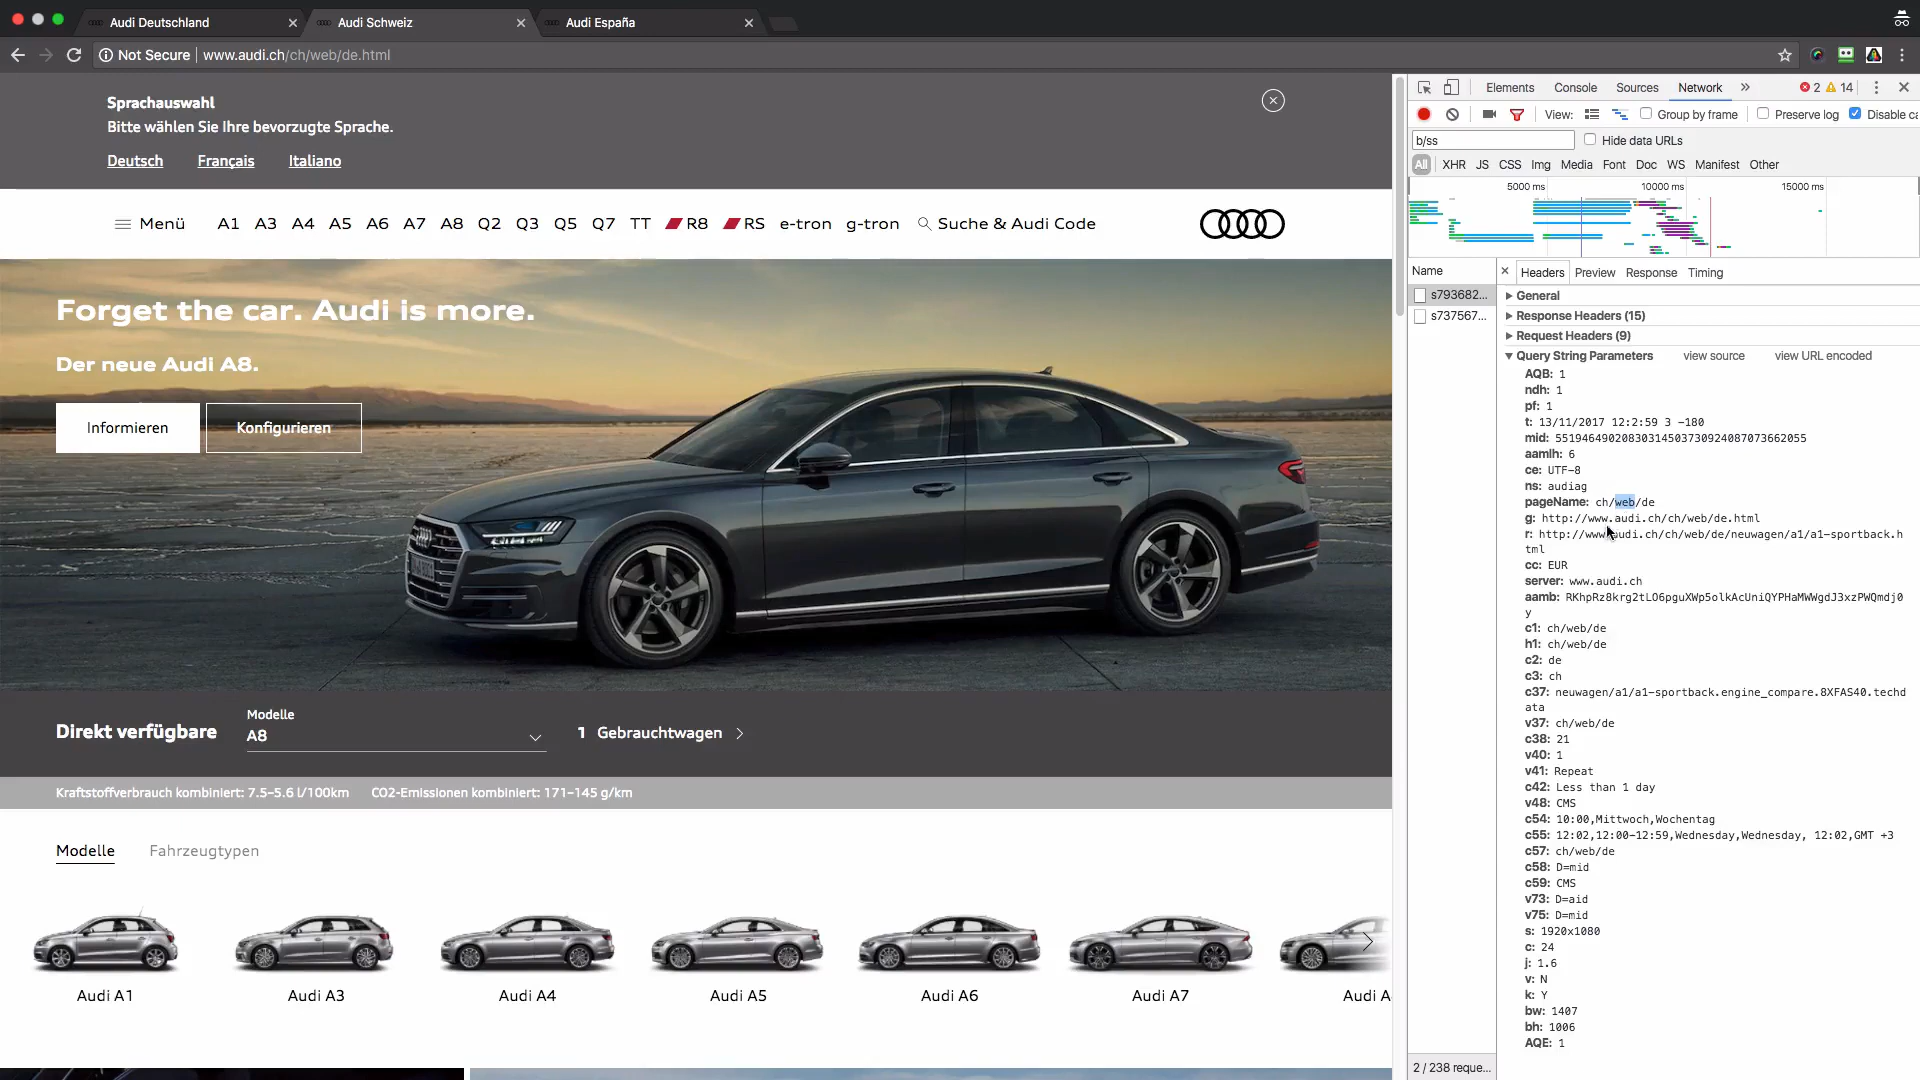 Audi Deutschland
Audi Schweiz
Audi España
Not Secure www.audi.ch/ch/web/de.html
Sprachauswahl
Bitte wählen Sie Ihre bevorzugte Sprache.
Deutsch Français Italiano
Menü A1 A3 A4 A5 A6 A7 A8 Q2 Q3 Q5 Q7 TT R8 RS e-tron g-tron Suche & Audi Code
Forget the car. Audi is more.
Der neue Audi A8.
Informieren Konfigurieren
Direkt verfügbare
Modelle
A8
1 Gebrauchtwagen
Kraftstoffverbrauch kombiniert: 7.5–5.6 l/100km CO2-Emissionen kombiniert: 171–145 g/km
Modelle Fahrzeugtypen
Audi A1 Audi A3 Audi A4 Audi A5 Audi A6 Audi A7 Audi A
Elements Console Sources Network » 2 14
View: Group by frame Preserve log Disable ca
b/ss Hide data URLs
All XHR JS CSS Img Media Font Doc WS Manifest Other
5000 ms 10000 ms 15000 ms
Name
s793682...
s737567...
2 / 238 reque...
Headers Preview Response Timing
General
Response Headers (15)
Request Headers (9)
Query String Parameters view source view URL encoded
AQB: 1
ndh: 1
pf: 1
t: 13/11/2017 12:2:59 3 -180
mid: 55194649020830314503730924087073662055
aamlh: 6
ce: UTF-8
ns: audiag
pageName: ch/web/de
g: http://www.audi.ch/ch/web/de.html
r: http://www.audi.ch/ch/web/de/neuwagen/a1/a1-sportback.h
tml
cc: EUR
server: www.audi.ch
aamb: RKhpRz8krg2tLO6pguXWp5olkAcUniQYPHaMWWgdJ3xzPWQmdj0
y
c1: ch/web/de
h1: ch/web/de
c2: de
c3: ch
c37: neuwagen/a1/a1-sportback.engine_compare.8XFAS40.techd
ata
v37: ch/web/de
c38: 21
v40: 1
v41: Repeat
c42: Less than 1 day
v48: CMS
c54: 10:00,Mittwoch,Wochentag
c55: 12:02,12:00-12:59,Wednesday,Wednesday, 12:02,GMT +3
c57: ch/web/de
c58: D=mid
c59: CMS
v73: D=aid
v75: D=mid
s: 1920x1080
c: 24
j: 1.6
v: N
k: Y
bw: 1407
bh: 1006
AQE: 1